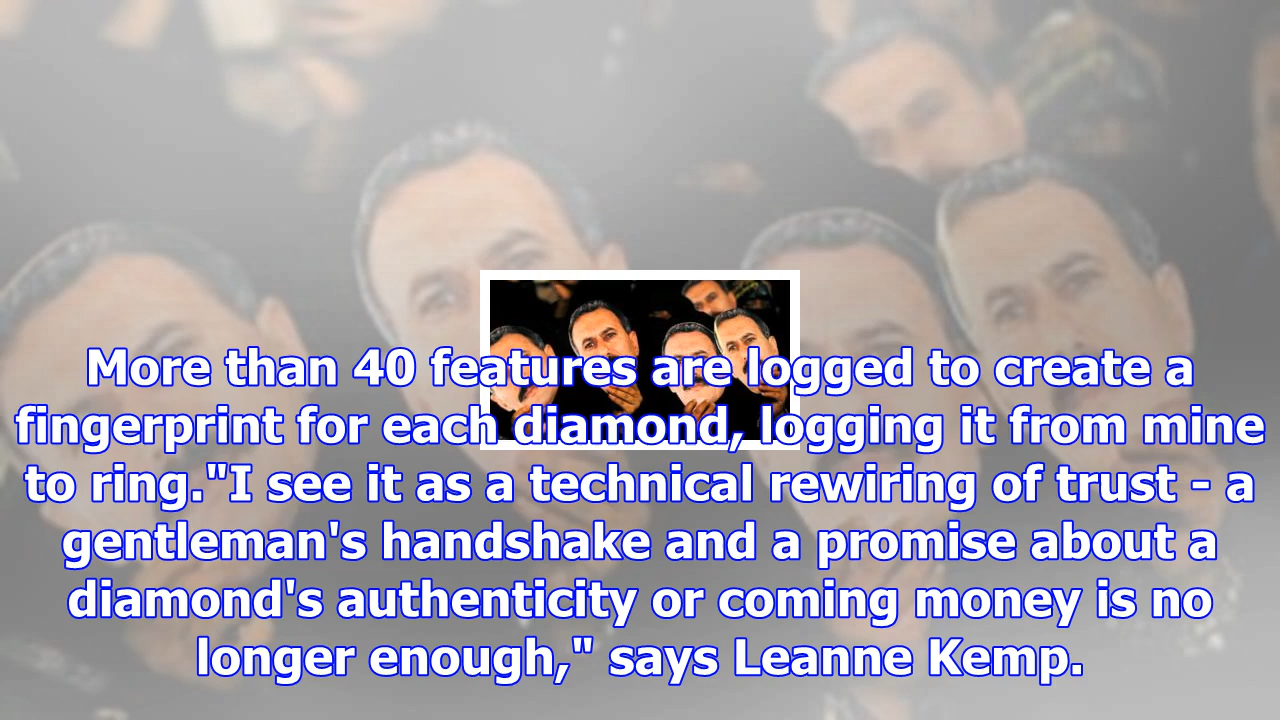 More than 40 features are logged to create a
fingerprint for each diamond, logging it from mine
to ring."I see it as a technical rewiring of trust - a
gentleman's handshake and a promise about a
diamond's authenticity or coming money is no
longer enough," says Leanne Kemp.